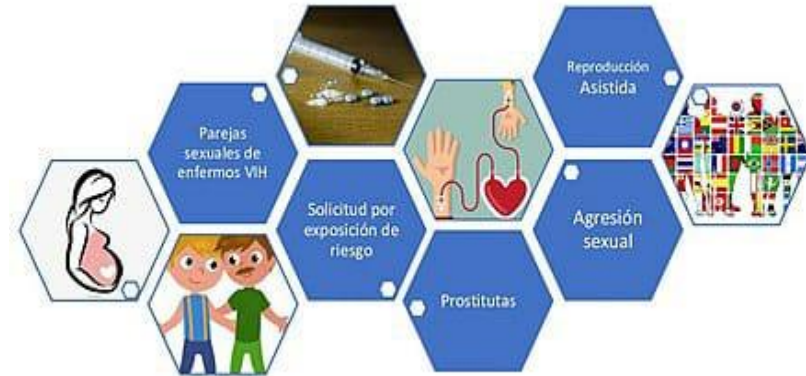 Parejas
sexuales de
enfermos VIH
Solicitud por
exposición de
riesgo
Prostitutas
Reproducción
Asistida
Agresión
sexual